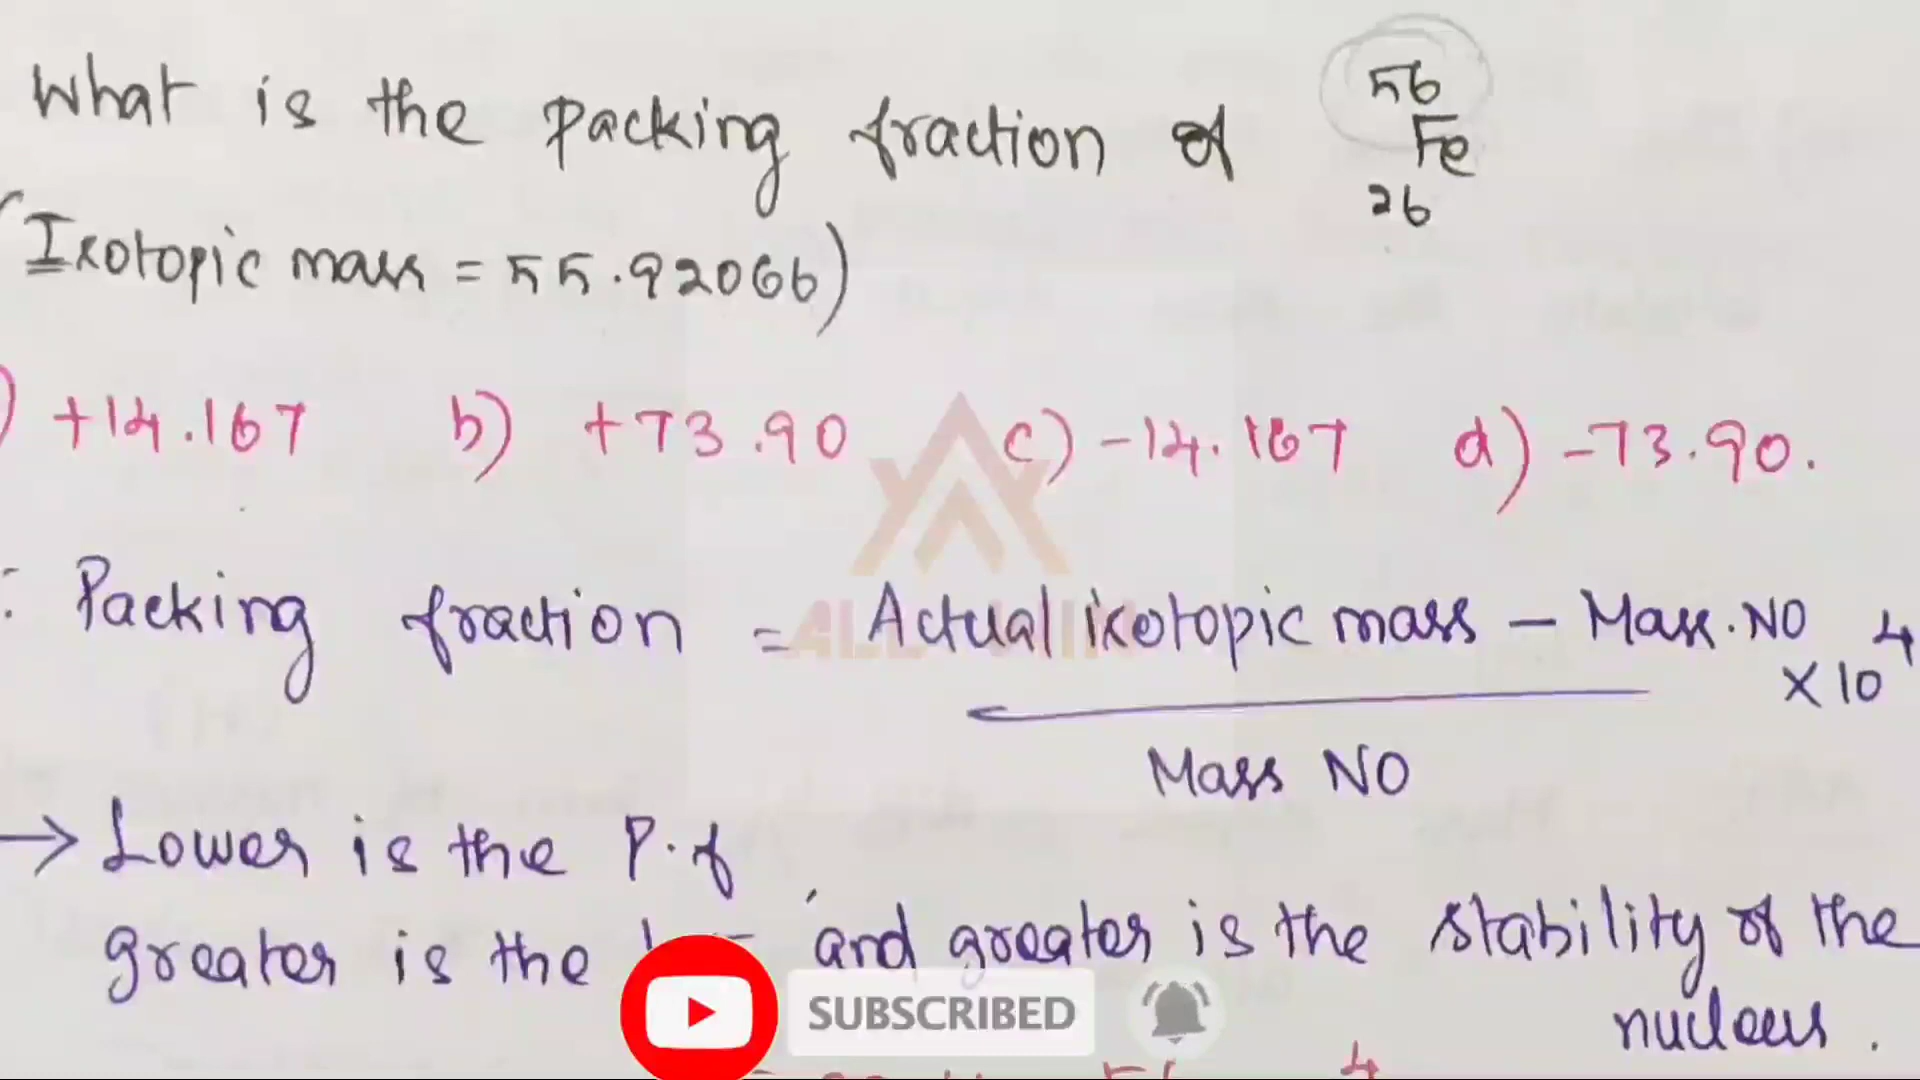 What is the Packing fraction of 56 Fe 26
(Isotopic mass = 55.92066)
) +14.167 b) +73.90 c) -14.167 d) -73.90.
: Packing fraction = Actual isotopic mass - Mass.NO × 10 4
Mass NO
→ Lower is the P.f
greater is the and greater is the stability of the
nucleus.
SUBSCRIBED